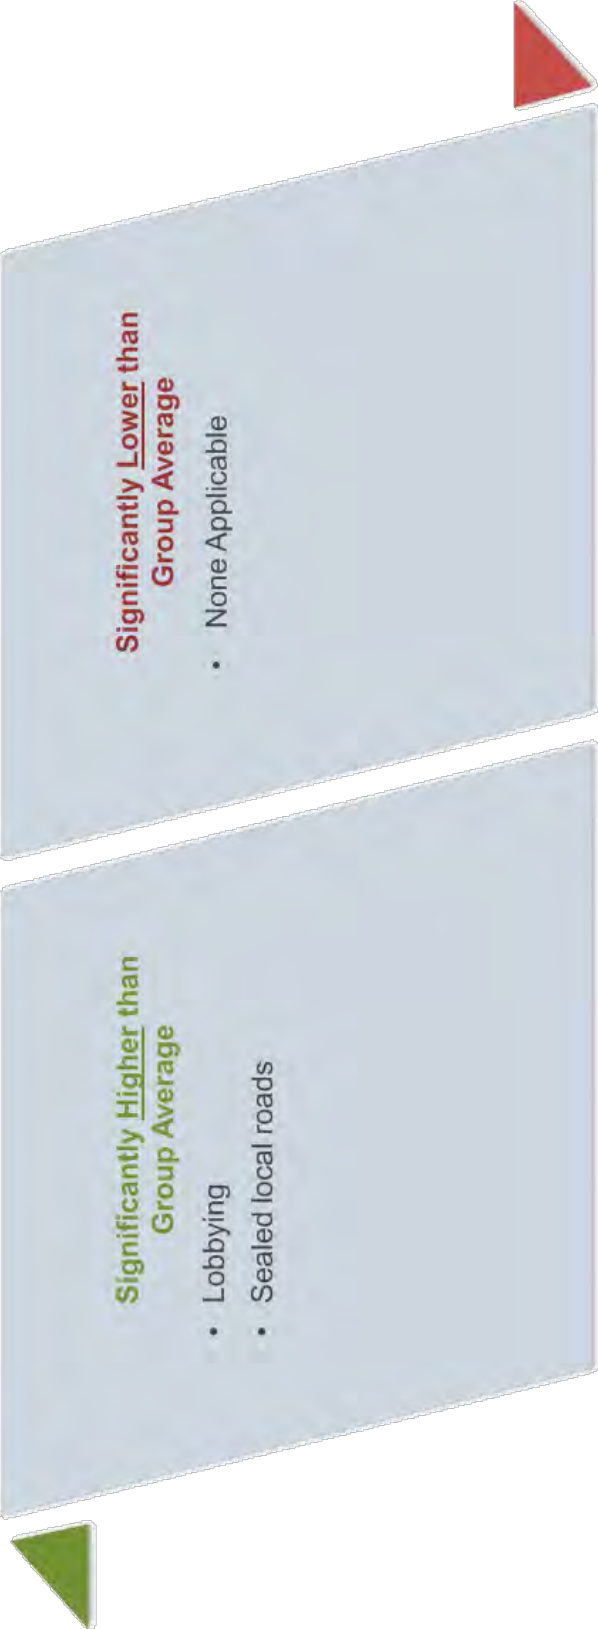 Significantly Higher than
Group Average
• Lobbying
• Sealed local roads
Significantly Lower than
Group Average
• None Applicable